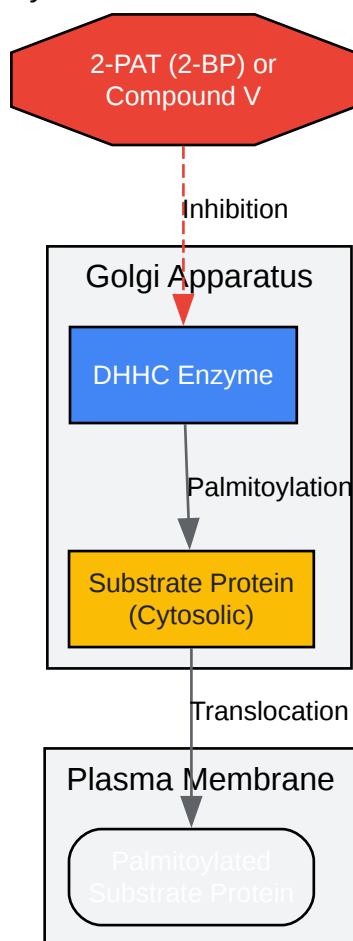 2-PAT (2-BP) or
Compound V
Inhibition
Golgi Apparatus
DHHC Enzyme
Palmitoylation
Substrate Protein
(Cytosolic)
Translocation
Plasma Membrane
Palmitoylated
Substrate Protein